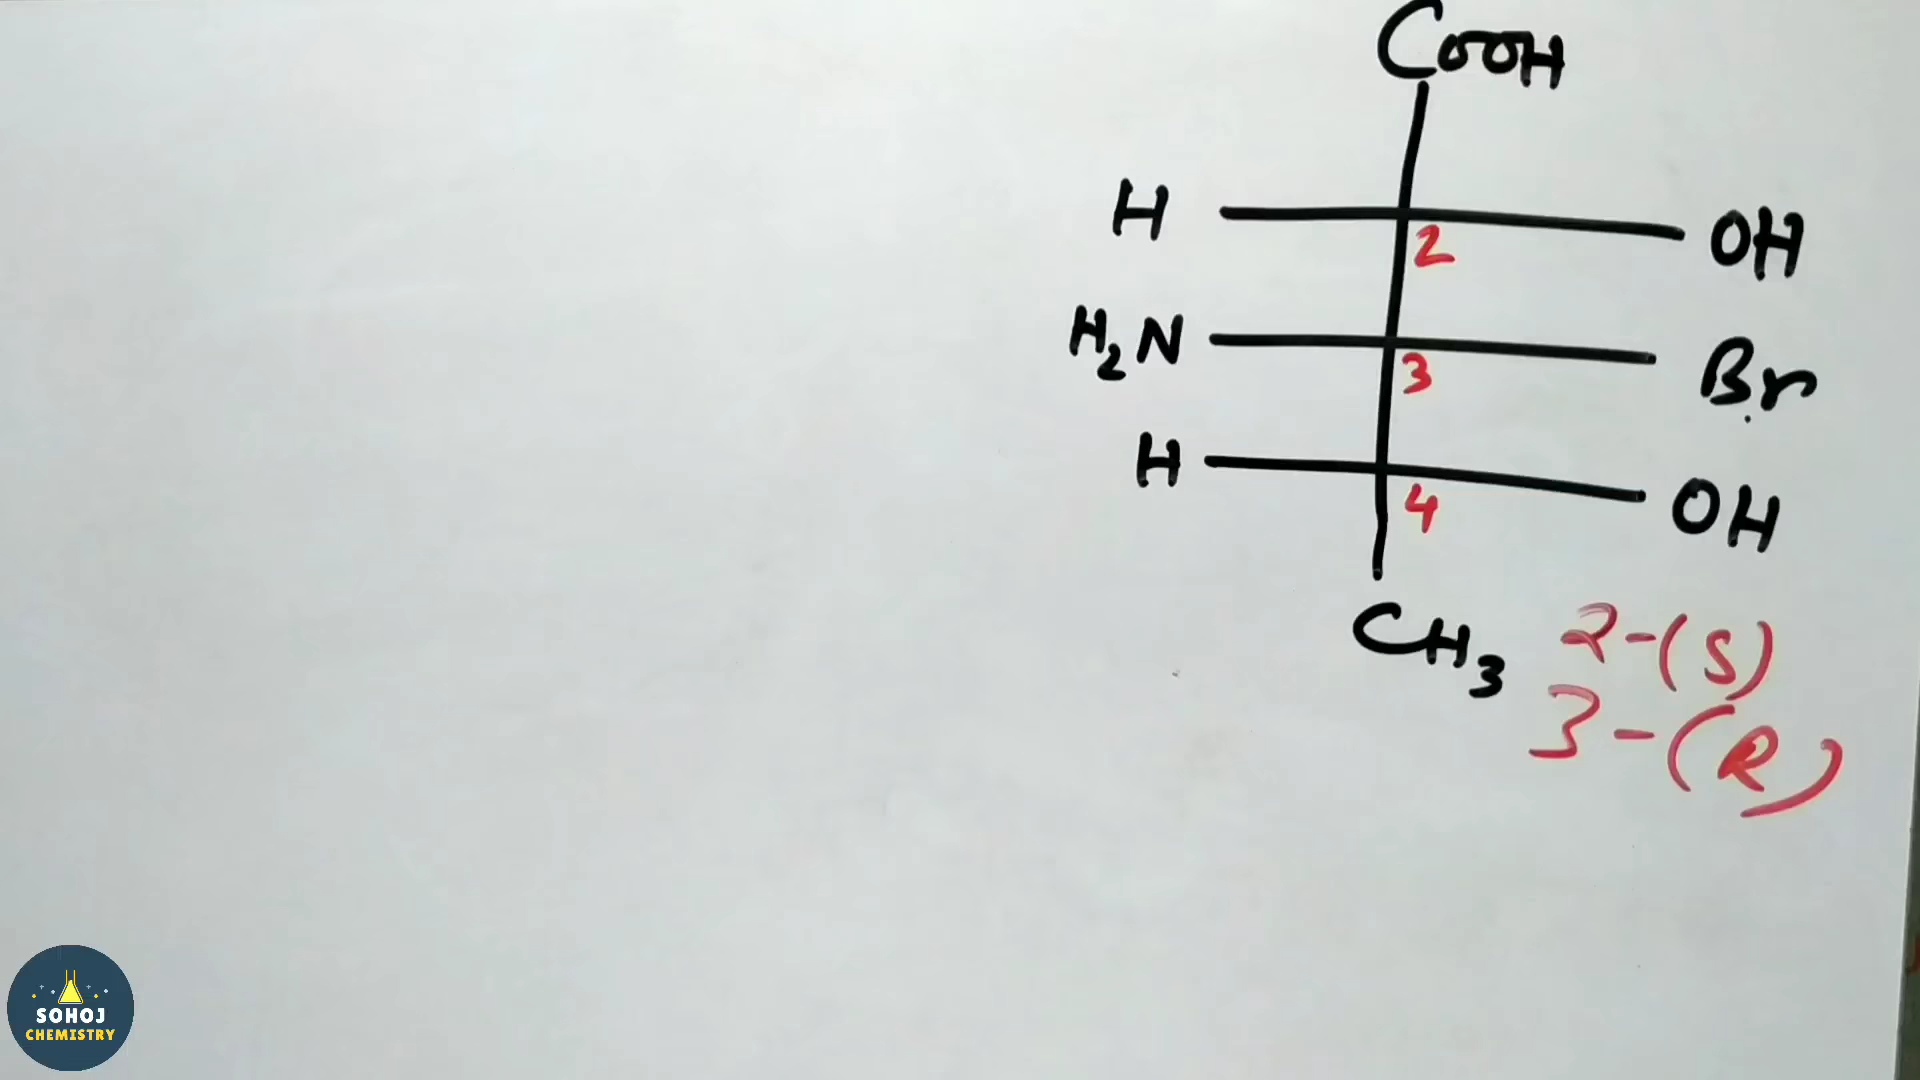 COOH
H OH
2
H₂N Br
3
H OH
4
CH₃
2-(S)
3-(R)
SOHOJ
CHEMISTRY